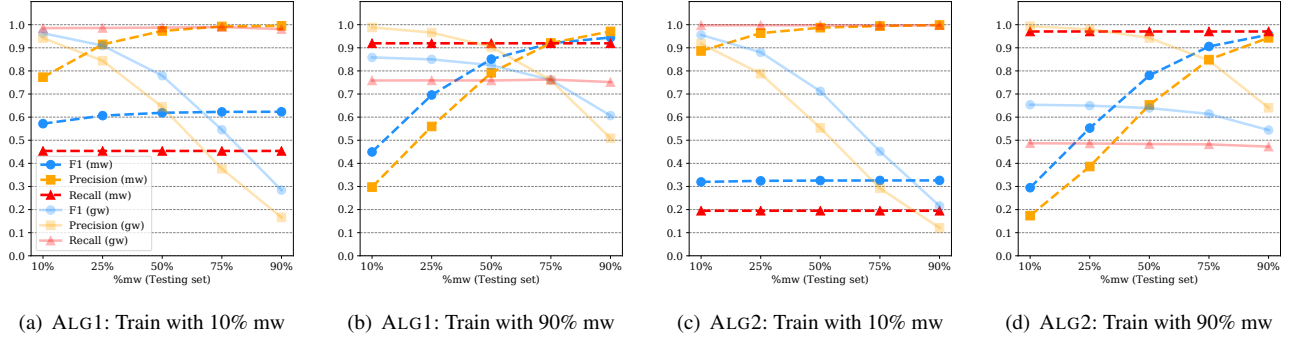 1.0
0.9
0.8
0.7
0.6
0.5
0.4
0.3
0.2
0.1
0.0
F1 (mw)
Precision (mw)
Recall (mw)
F1 (gw)
Precision (gw)
Recall (gw)
10% 25% 50% 75% 90%
%mw (Testing set)
(a) ALG1: Train with 10% mw
1.0
0.9
0.8
0.7
0.6
0.5
0.4
0.3
0.2
0.1
0.0
10% 25% 50% 75% 90%
%mw (Testing set)
(b) ALG1: Train with 90% mw
1.0
0.9
0.8
0.7
0.6
0.5
0.4
0.3
0.2
0.1
0.0
10% 25% 50% 75% 90%
%mw (Testing set)
(c) ALG2: Train with 10% mw
1.0
0.9
0.8
0.7
0.6
0.5
0.4
0.3
0.2
0.1
0.0
10% 25% 50% 75% 90%
%mw (Testing set)
(d) ALG2: Train with 90% mw